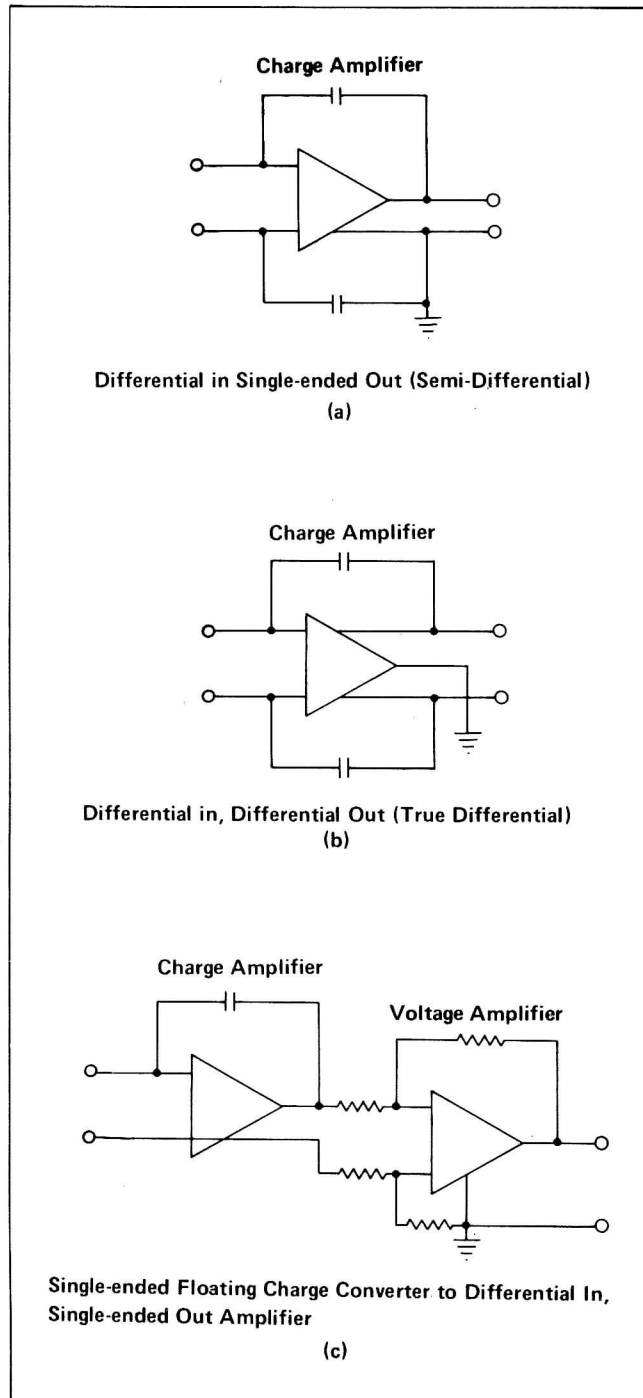 Charge Amplifier
Differential in Single-ended Out (Semi-Differential)
(a)
Charge Amplifier
Differential in, Differential Out (True Differential)
(b)
Charge Amplifier
Voltage Amplifier
Single-ended Floating Charge Converter to Differential In,
Single-ended Out Amplifier
(c)